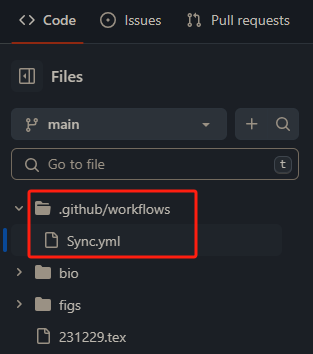 Code Issues Pull requests
Files
main
Go to file t
.github/workflows
Sync.yml
bio
figs
231229.tex